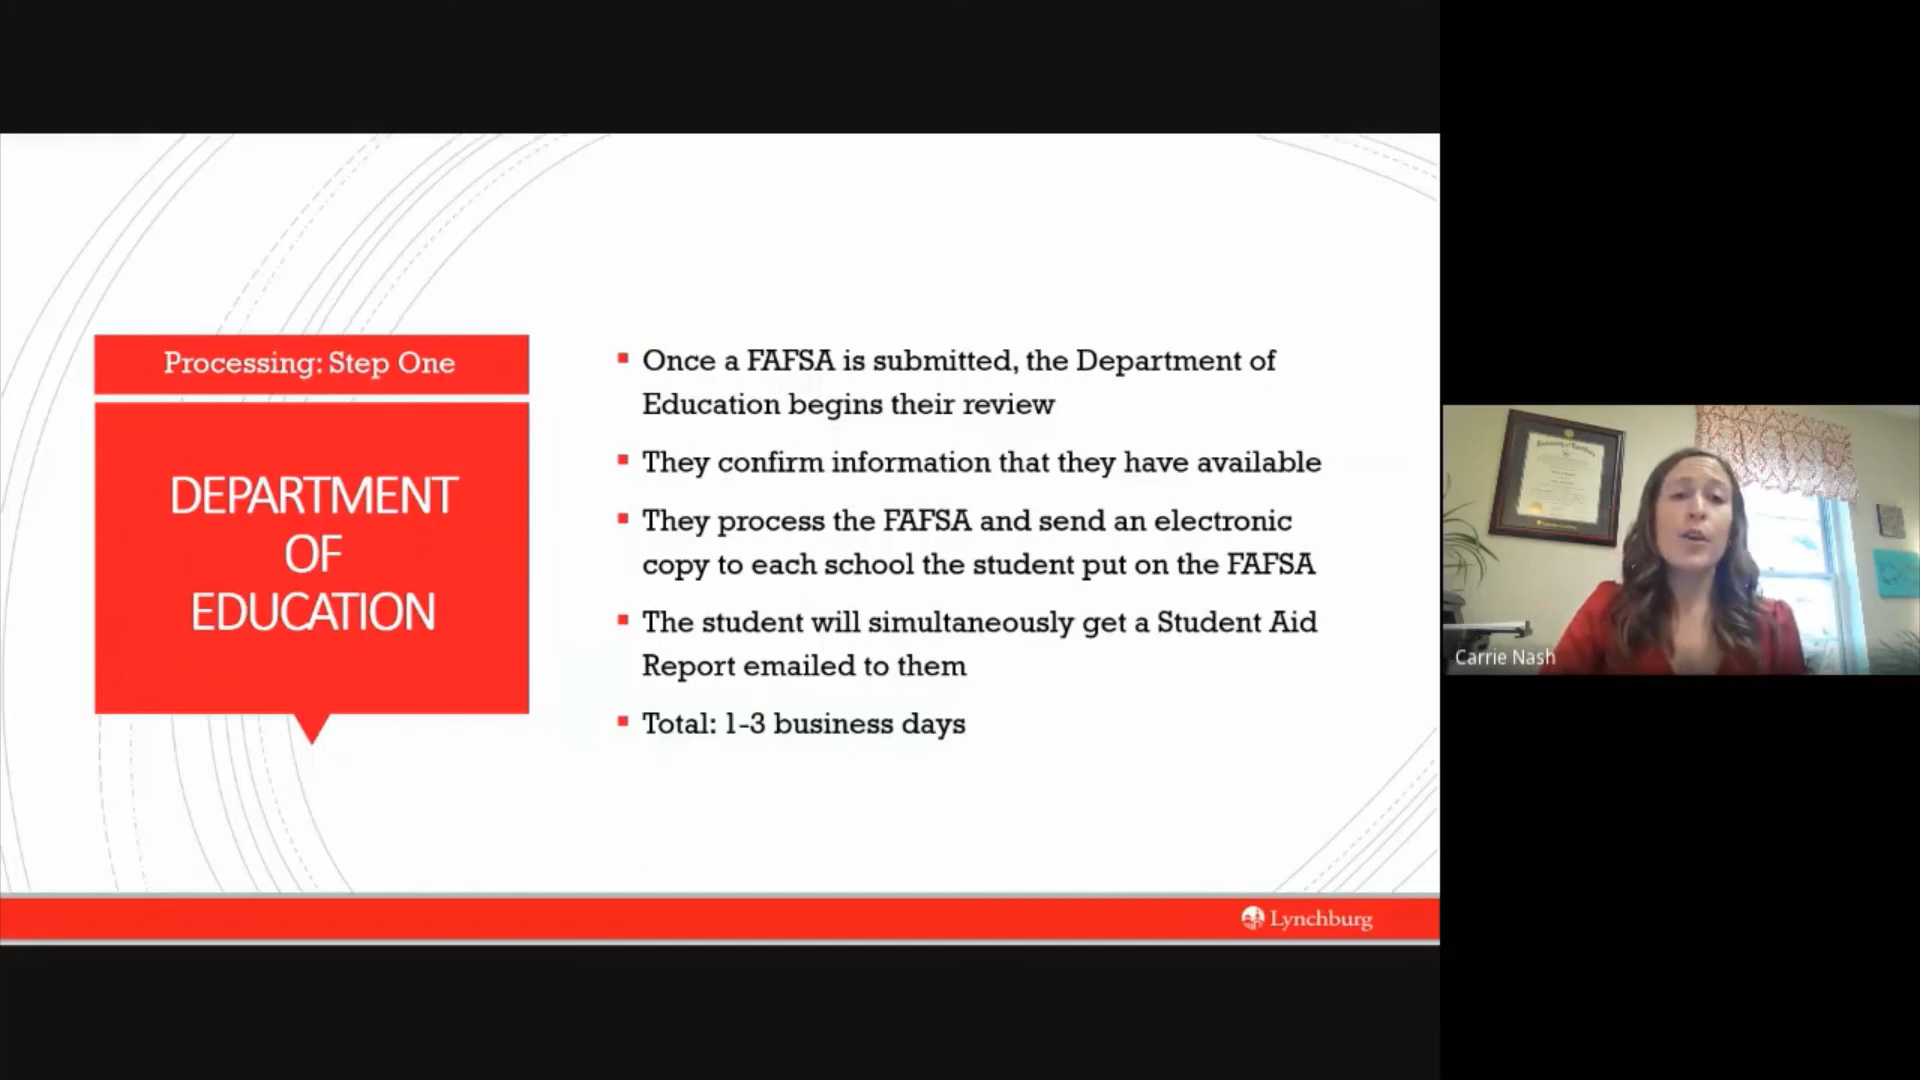 Processing: Step One
DEPARTMENT
OF
EDUCATION
Once a FAFSA is submitted, the Department of
Education begins their review
They confirm information that they have available
They process the FAFSA and send an electronic
copy to each school the student put on the FAFSA
The student will simultaneously get a Student Aid
Report emailed to them
Total: 1-3 business days
Lynchburg
Carrie Nash